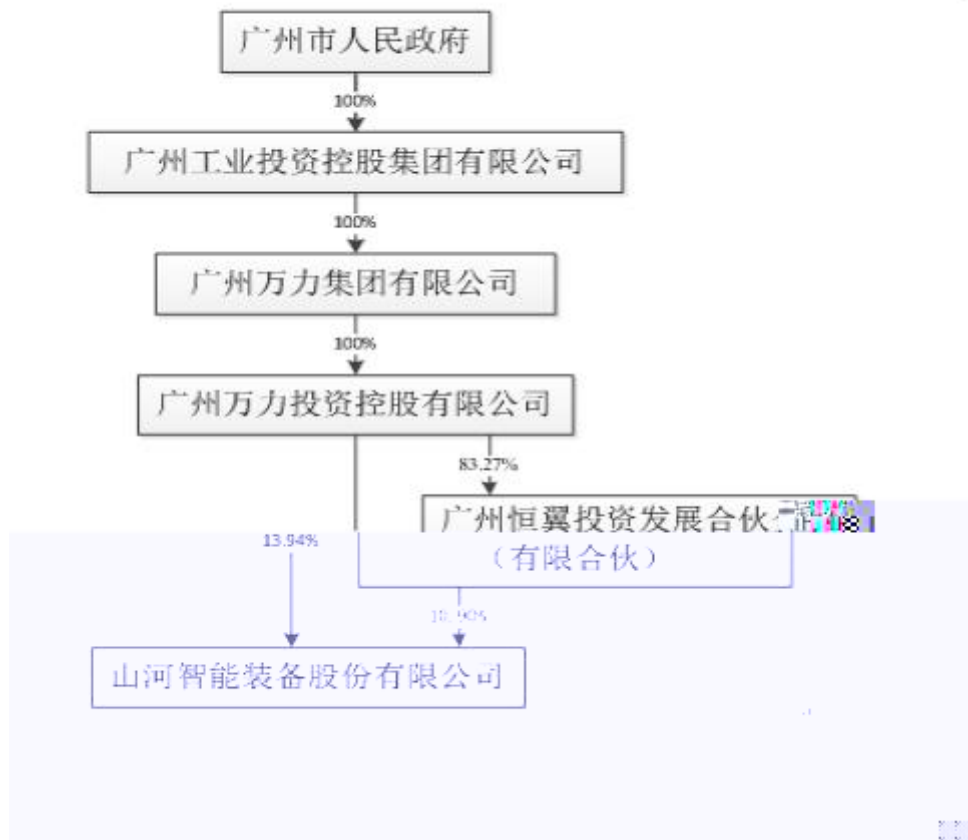 广州市人民政府
100%
广州工业投资控股集团有限公司
100%
广州万力集团有限公司
100%
广州万力投资控股有限公司
83.27%
广州恒翼投资发展合伙
13.94%
（有限合伙）
山河智能装备股份有限公司